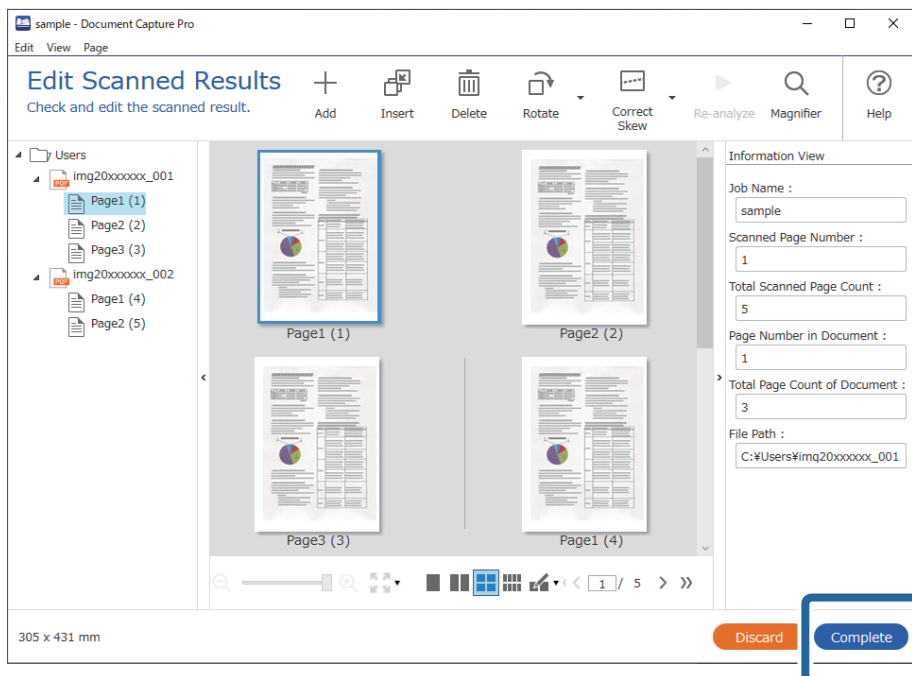 sample - Document Capture Pro
Edit View Page
Edit Scanned Results
Check and edit the scanned result.
Add
Insert
Delete
Rotate
Correct
Skew
Re-analyze
Magnifier
Help
Users
PDF
img20xxxxxx_001
Page1 (1)
Page2 (2)
Page3 (3)
PDF
img20xxxxxx_002
Page1 (4)
Page2 (5)
Page1 (1)
Page2 (2)
Page3 (3)
Page1 (4)
1 / 5
Information View
Job Name :
sample
Scanned Page Number :
1
Total Scanned Page Count :
5
Page Number in Document :
1
Total Page Count of Document :
3
File Path :
C:¥Users¥img20xxxxxx_001.
305 x 431 mm
Discard
Complete